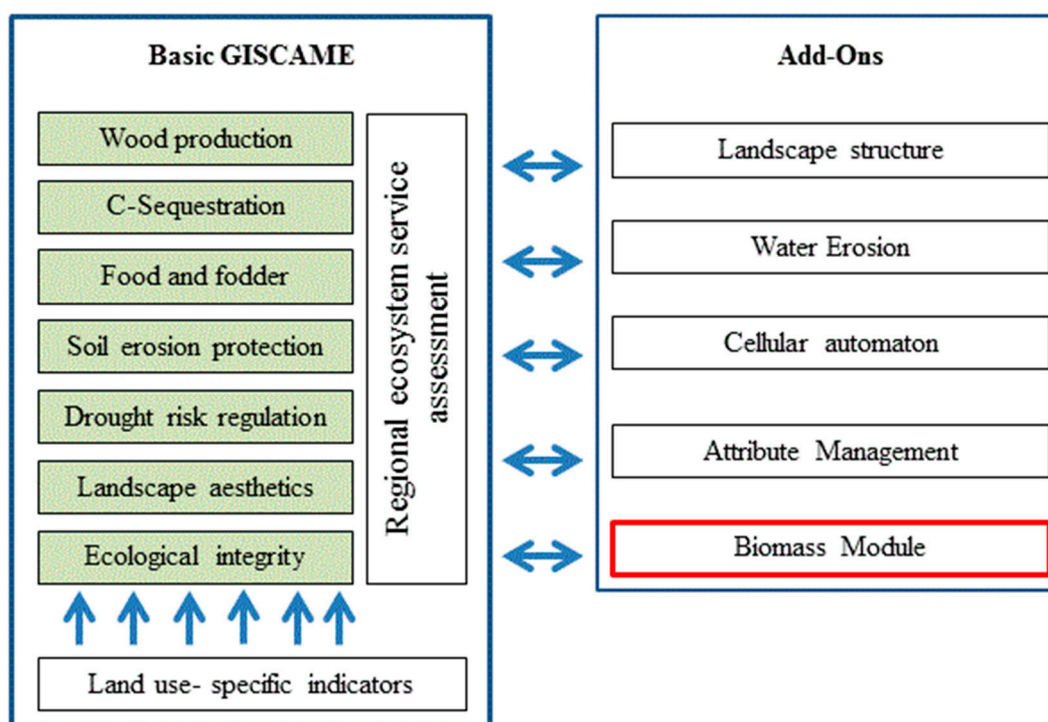 Basic GISCAME
Wood production
C-Sequestration
Food and fodder
Soil erosion protection
Drought risk regulation
Landscape aesthetics
Ecological integrity
Regional ecosystem service
assessment
Land use- specific indicators
Add-Ons
Landscape structure
Water Erosion
Cellular automaton
Attribute Management
Biomass Module